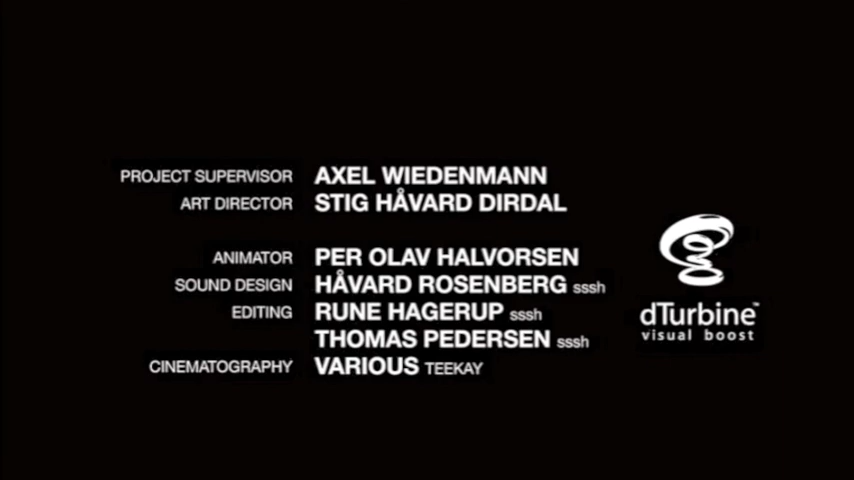 PROJECT SUPERVISOR AXEL WIEDENMANN
ART DIRECTOR STIG HÅVARD DIRDAL
ANIMATOR PER OLAV HALVORSEN
SOUND DESIGN HÅVARD ROSENBERG sssh
EDITING RUNE HAGERUP sssh
THOMAS PEDERSEN sssh
CINEMATOGRAPHY VARIOUS TEEKAY
dTurbine™
visual boost